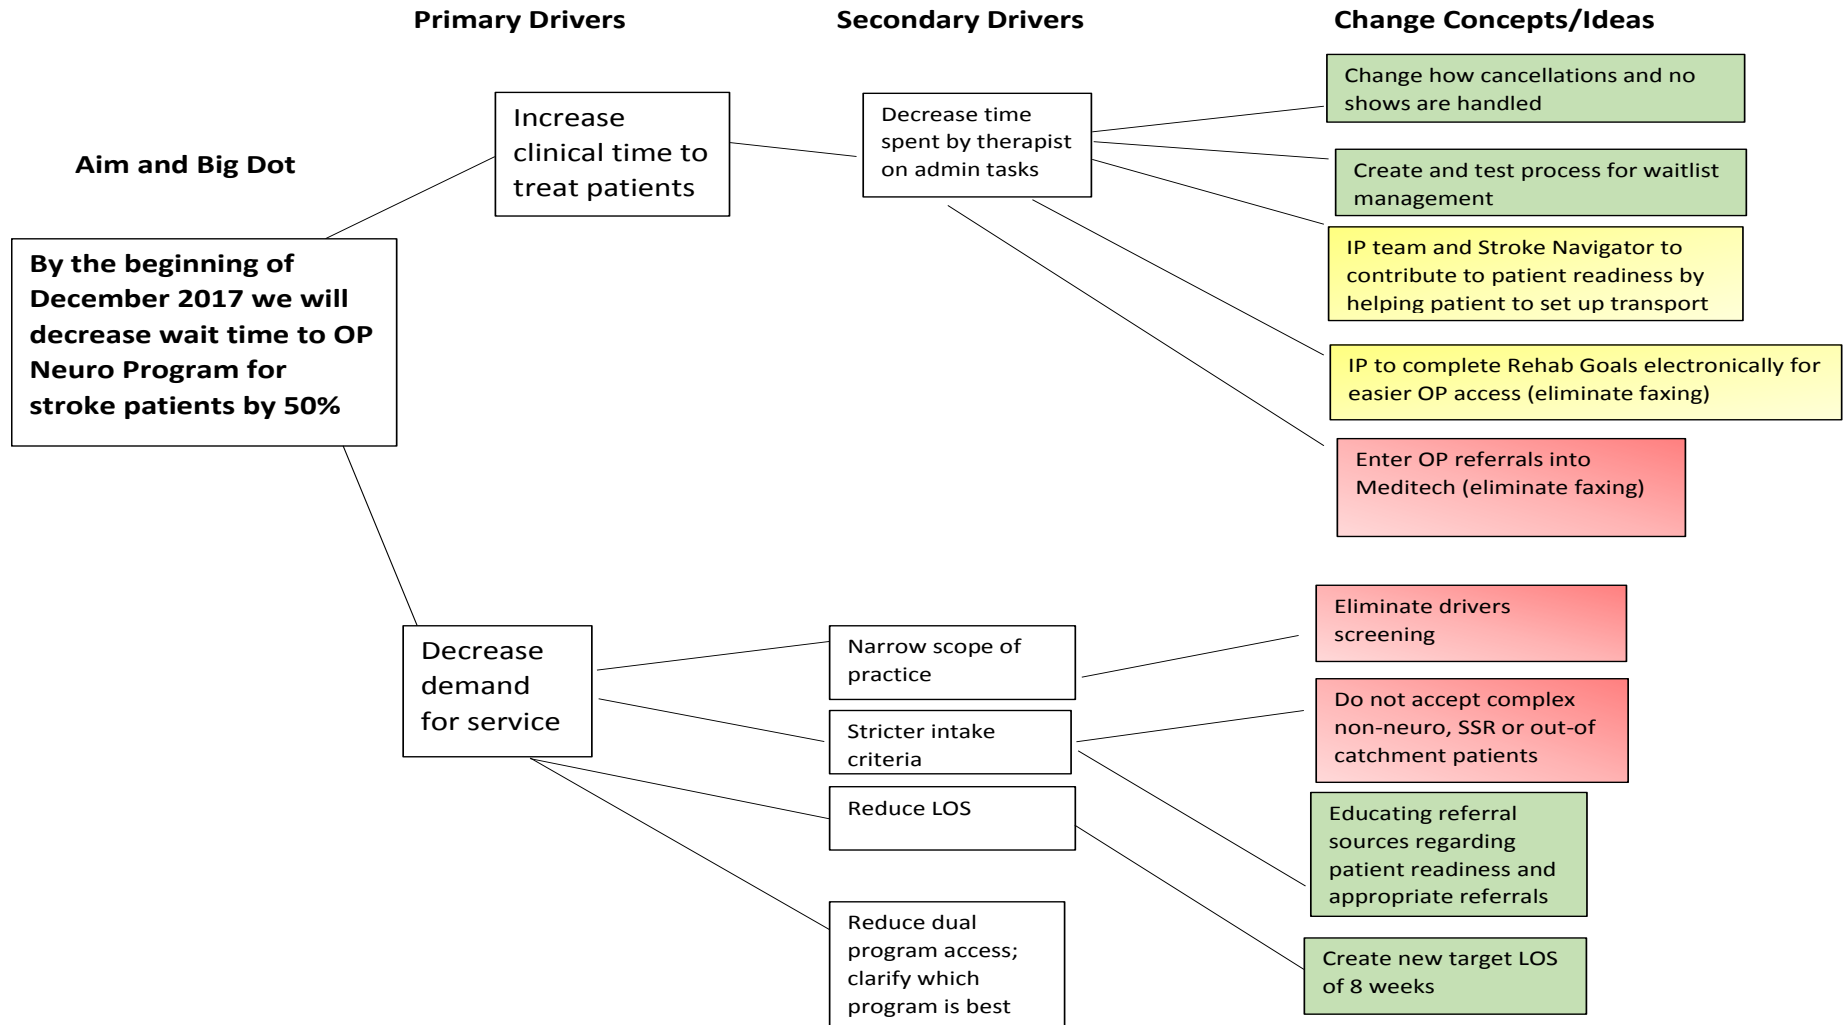 Primary Drivers
Secondary Drivers
Change Concepts/Ideas
Aim and Big Dot
By the beginning of
December 2017 we will
decrease wait time to OP
Neuro Program for
stroke patients by 50%
Increase
clinical time to
treat patients
Decrease time
spent by therapist
on admin tasks
Change how cancellations and no
shows are handled
Create and test process for waitlist
management
IP team and Stroke Navigator to
contribute to patient readiness by
helping patient to set up transport
IP to complete Rehab Goals electronically for
easier OP access (eliminate faxing)
Enter OP referrals into
Meditech (eliminate faxing)
Decrease
demand
for service
Narrow scope of
practice
Stricter intake
criteria
Reduce LOS
Reduce dual
program access;
clarify which
program is best
Eliminate drivers
screening
Do not accept complex
non-neuro, SSR or out-of
catchment patients
Educating referral
sources regarding
patient readiness and
appropriate referrals
Create new target LOS
of 8 weeks